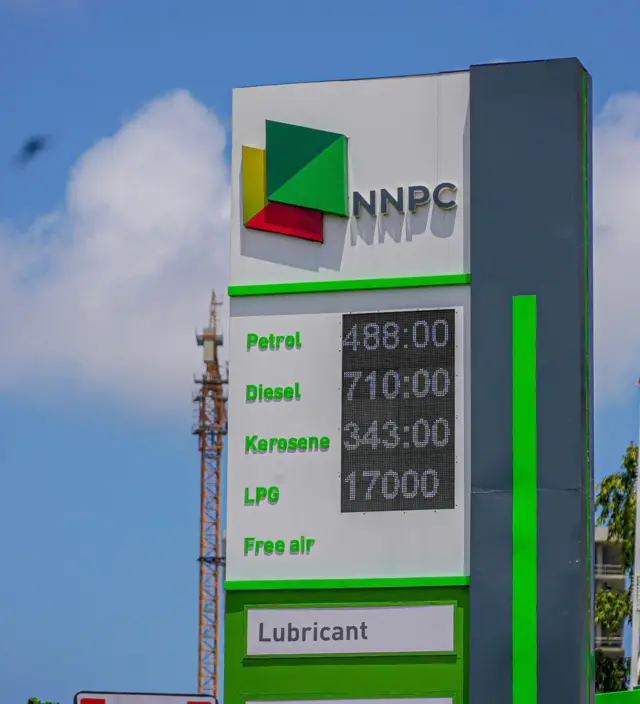 NNPC
Petrol 488:00
Diesel 710:00
Kerosene 343:00
LPG 17000
Free air
Lubricant